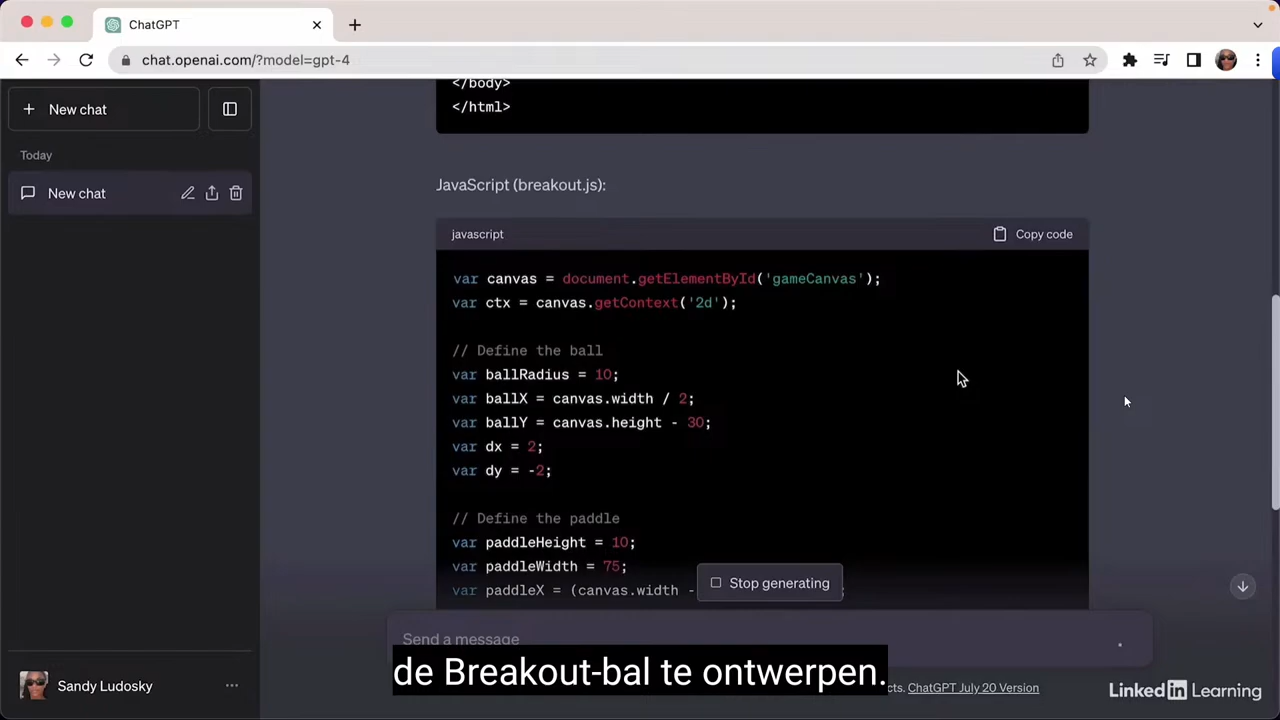 ChatGPT
chat.openai.com/?model=gpt-4
New chat
Today
New chat
</body>
</html>
JavaScript (breakout.js):
javascript
Copy code
var canvas = document.getElementById('gameCanvas');
var ctx = canvas.getContext('2d');
// Define the ball
var ballRadius = 10;
var ballX = canvas.width / 2;
var ballY = canvas.height - 30;
var dx = 2;
var dy = -2;
// Define the paddle
var paddleHeight = 10;
var paddleWidth = 75;
var paddleX = (canvas.width -
Stop generating
Send a message
de Breakout-bal te ontwerpen.
Sandy Ludosky
ChatGPT July 20 Version
LinkedIn Learning